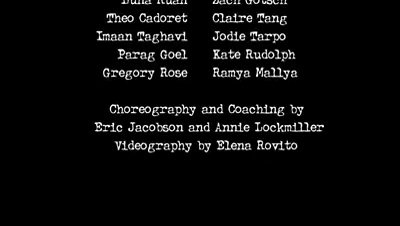 Theo Cadoret Claire Tang
Imaan Taghavi Jodie Tarpo
Parag Goel Kate Rudolph
Gregory Rose Ramya Mallya
Choreography and Coaching by
Eric Jacobson and Annie Lockmiller
Videography by Elena Rovito